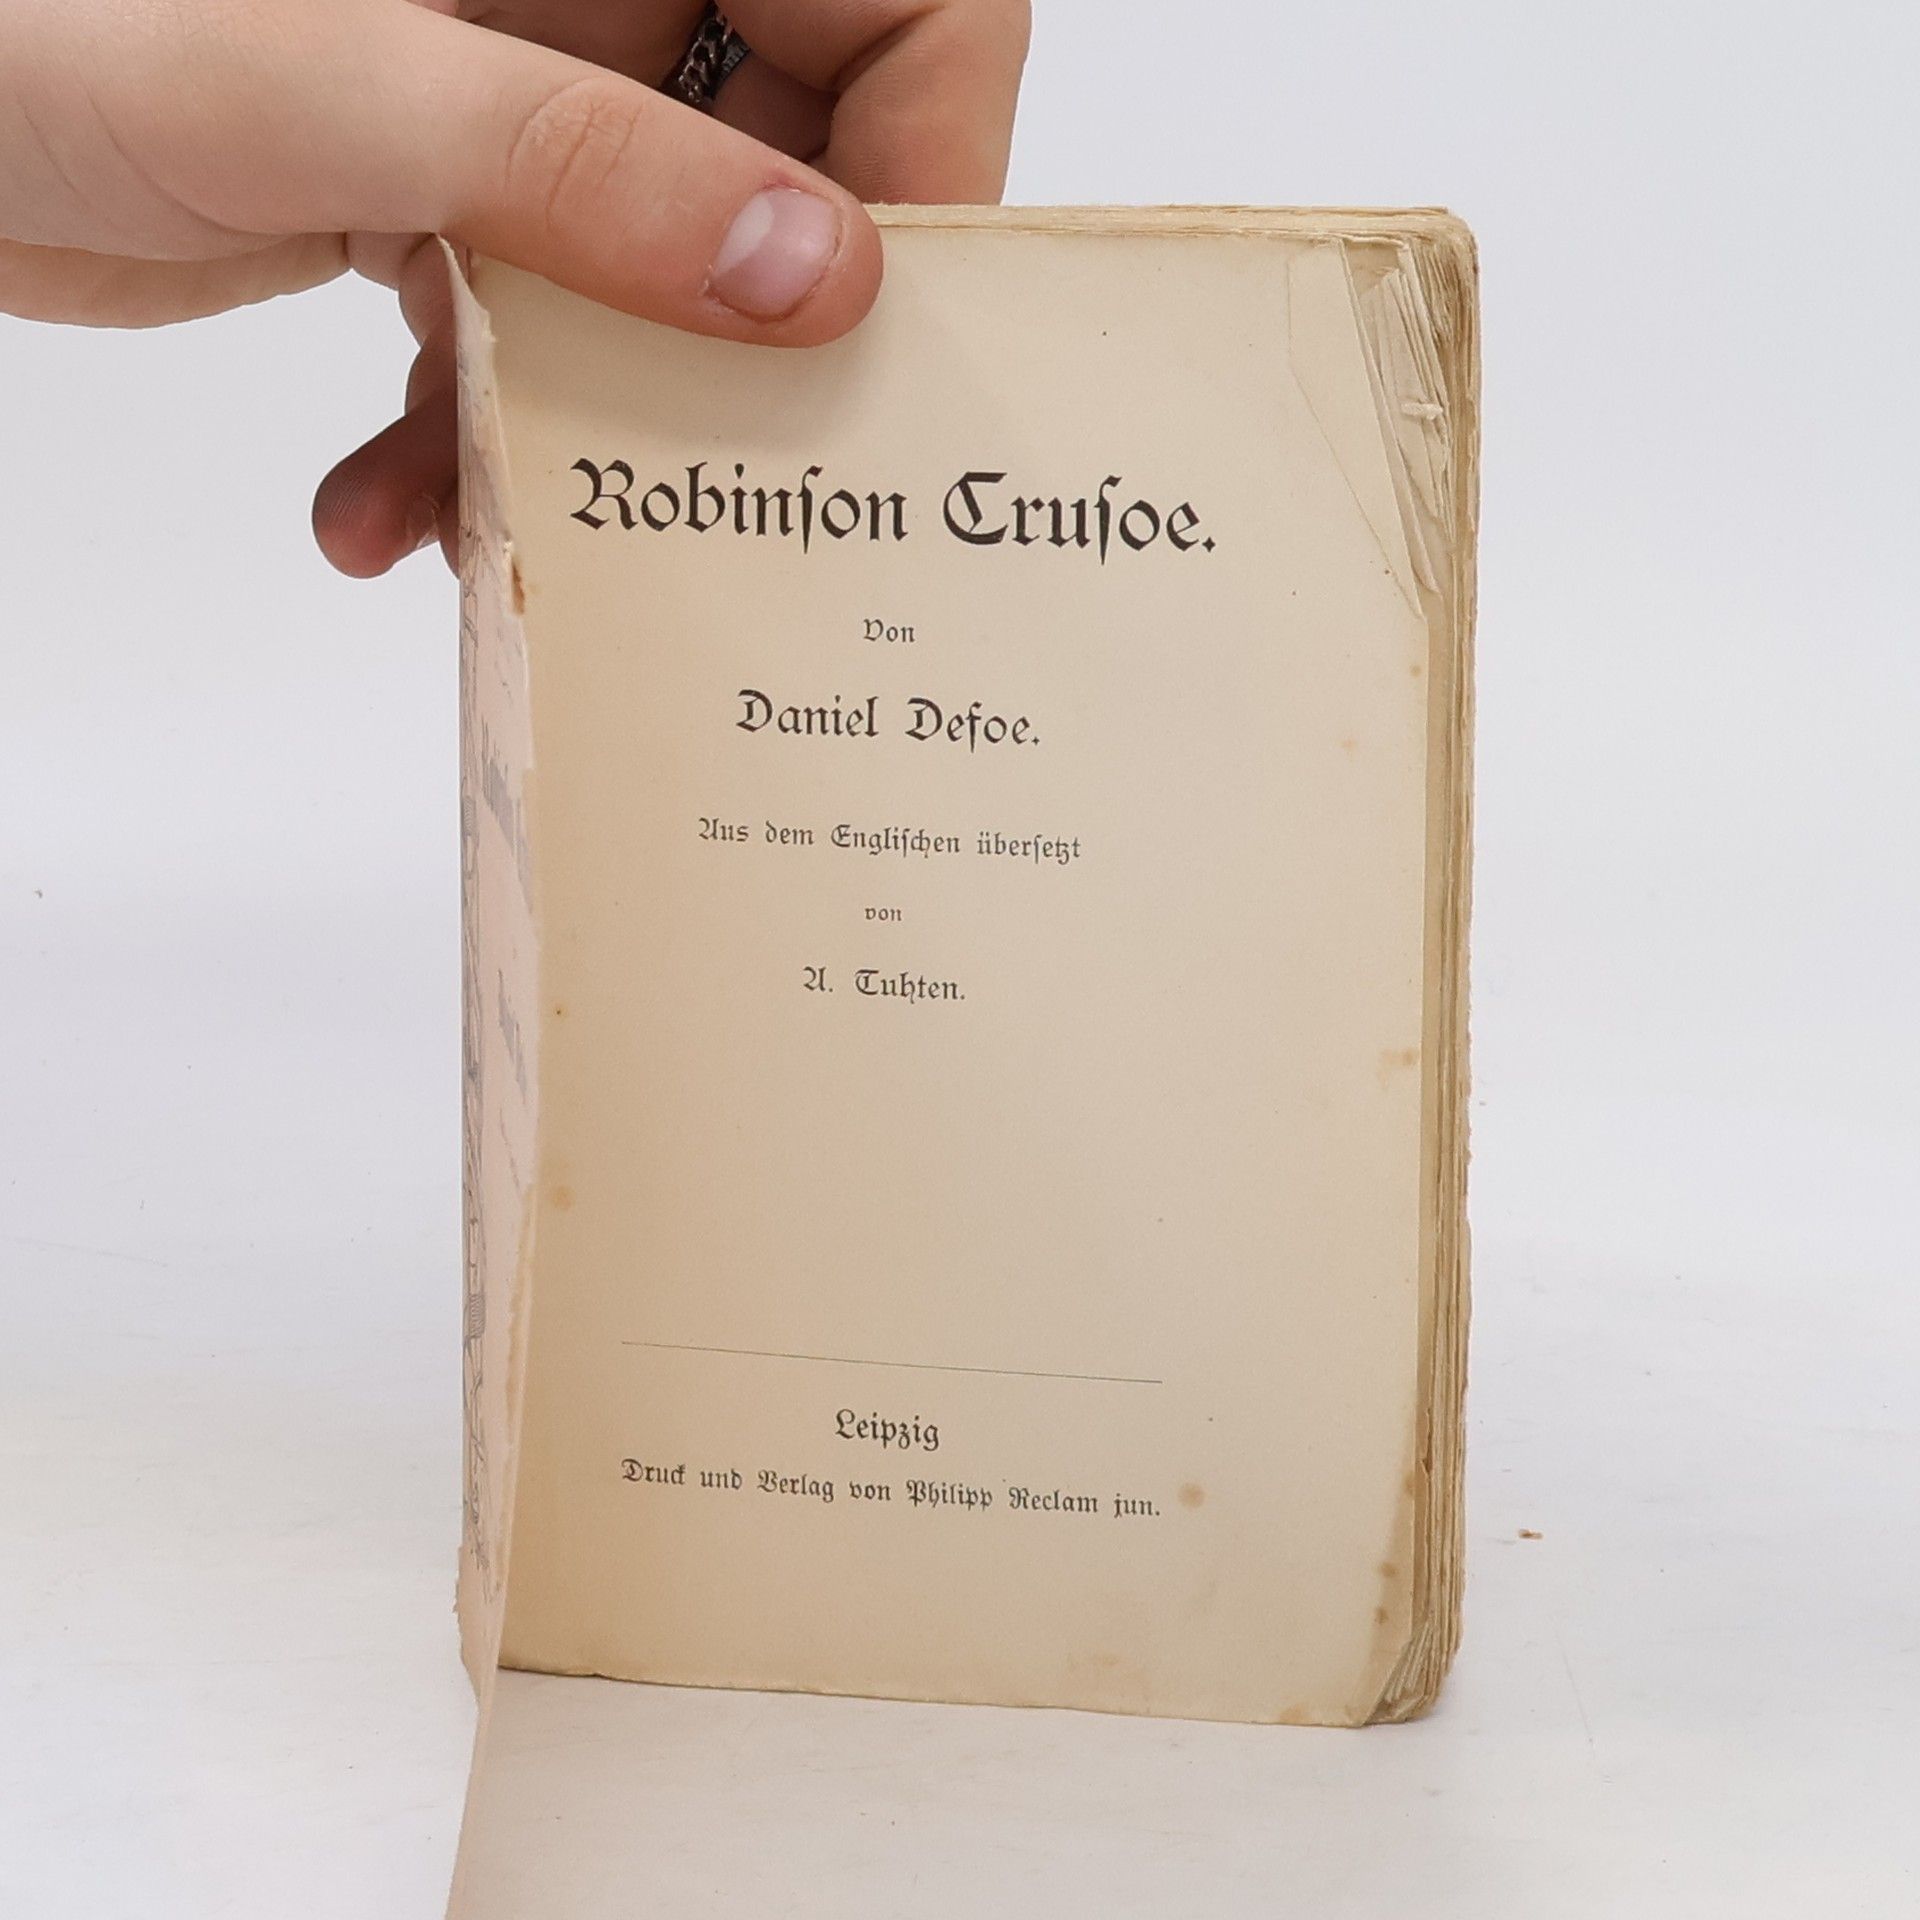 Robinſon Cruſoe.
Von
Daniel Defoe.
Aus dem Engliſchen überſetzt
von
A. Tuhten.
Leipzig
Druck und Verlag von Philipp Reclam jun.